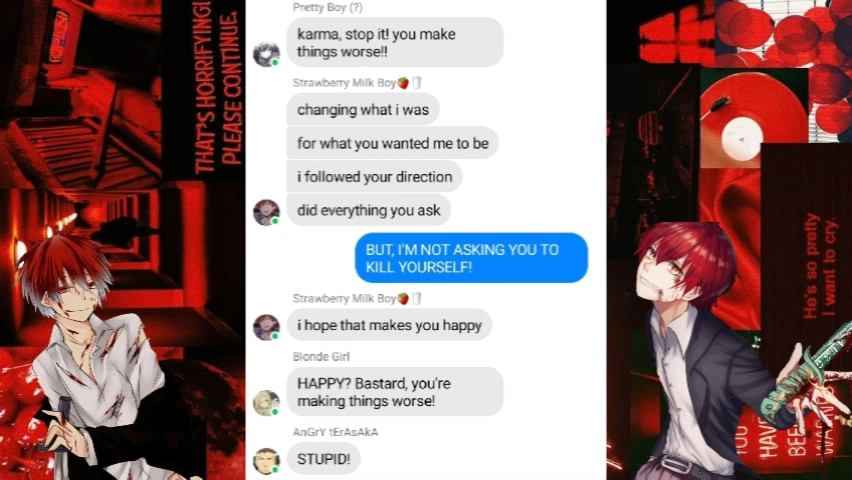 THAT'S HORRIFYING!
PLEASE CONTINUE.
Pretty Boy (?)
karma, stop it! you make
things worse!!
Strawberry Milk Boy🍓🥛
changing what i was
for what you wanted me to be
i followed your direction
did everything you ask
BUT, I'M NOT ASKING YOU TO
KILL YOURSELF!
Strawberry Milk Boy🍓🥛
i hope that makes you happy
Blonde Girl
HAPPY? Bastard, you're
making things worse!
AnGrY tErAsAkA
STUPID!
He's so pretty
I want to cry.
YOU
HAVE
BEE